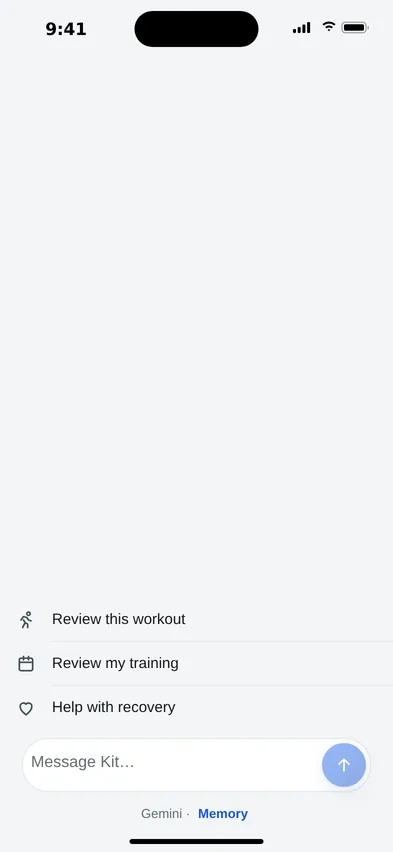 9:41
Review this workout
Review my training
Help with recovery
Message Kit…
Gemini · Memory